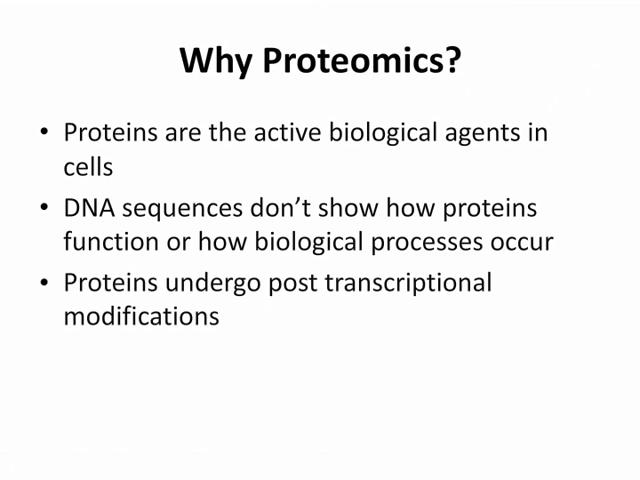 Why Proteomics?
• Proteins are the active biological agents in
cells
• DNA sequences don’t show how proteins
function or how biological processes occur
• Proteins undergo post transcriptional
modifications